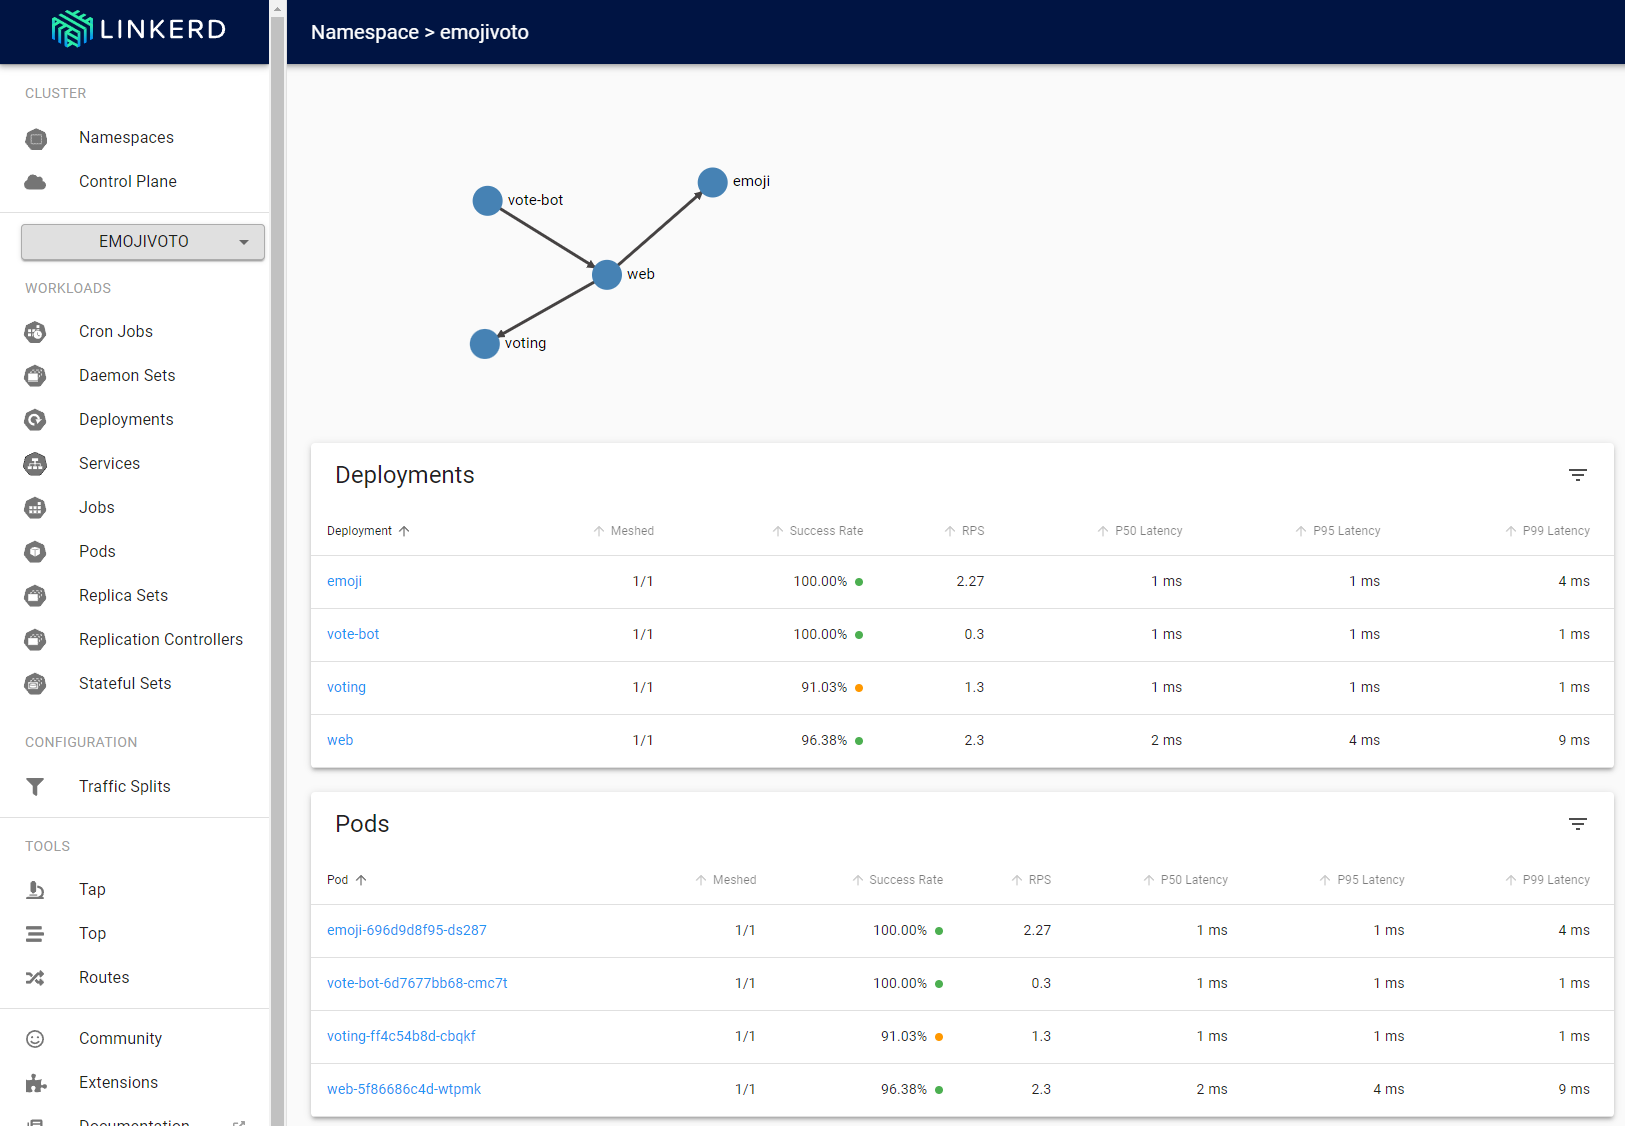 LINKERD
Namespace > emojivoto
CLUSTER
Namespaces
Control Plane
EMOJIVOTO
WORKLOADS
Cron Jobs
Daemon Sets
Deployments
Services
Jobs
Pods
Replica Sets
Replication Controllers
Stateful Sets
CONFIGURATION
Traffic Splits
TOOLS
Tap
Top
Routes
Community
Extensions
Documentation
vote-bot
emoji
web
voting
Deployments
Deployment Meshed Success Rate RPS P50 Latency P95 Latency P99 Latency
emoji 1/1 100.00% 2.27 1 ms 1 ms 4 ms
vote-bot 1/1 100.00% 0.3 1 ms 1 ms 1 ms
voting 1/1 91.03% 1.3 1 ms 1 ms 1 ms
web 1/1 96.38% 2.3 2 ms 4 ms 9 ms
Pods
Pod Meshed Success Rate RPS P50 Latency P95 Latency P99 Latency
emoji-696d9d8f95-ds287 1/1 100.00% 2.27 1 ms 1 ms 4 ms
vote-bot-6d7677bb68-cmc7t 1/1 100.00% 0.3 1 ms 1 ms 1 ms
voting-ff4c54b8d-cbqkf 1/1 91.03% 1.3 1 ms 1 ms 1 ms
web-5f86686c4d-wtpmk 1/1 96.38% 2.3 2 ms 4 ms 9 ms